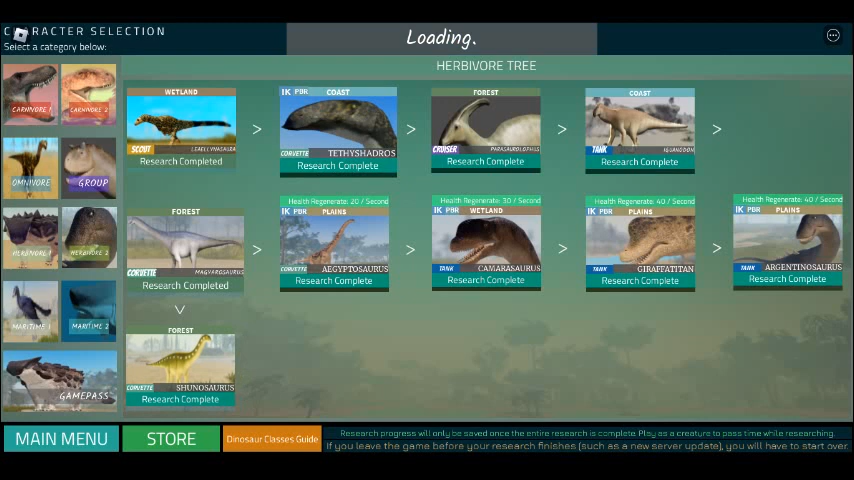 CHARACTER SELECTION
Loading.
Select a category below:
HERBIVORE TREE
CARNIVORE 1
CARNIVORE 2
OMNIVORE
GROUP
HERBIVORE 1
HERBIVORE 2
MARITIME 1
MARITIME 2
GAMEPASS
WETLAND
SCOUT LEAELLYNASAURA
Research Completed
>
IK PBR COAST
CORVETTE TETHYSHADROS
Research Complete
>
FOREST
CRUISER PARASAUROLOPHUS
Research Complete
>
COAST
TANK IGUANODON
Research Complete
>
FOREST
CORVETTE MAGYAROSAURUS
Research Completed
>
Health Regenerate: 20 / Second
IK PBR PLAINS
CORVETTE AEGYPTOSAURUS
Research Complete
>
Health Regenerate: 30 / Second
IK PBR WETLAND
TANK CAMARASAURUS
Research Complete
>
Health Regenerate: 40 / Second
IK PBR PLAINS
TANK GIRAFFATITAN
Research Complete
>
Health Regenerate: 40 / Second
IK PBR PLAINS
TANK ARGENTINOSAURUS
Research Complete
FOREST
CORVETTE SHUNOSAURUS
Research Complete
MAIN MENU
STORE
Dinosaur Classes Guide
Research progress will only be saved once the entire research is complete. Play as a creature to pass time while researching.
If you leave the game before your research finishes (such as a new server update), you will have to start over.